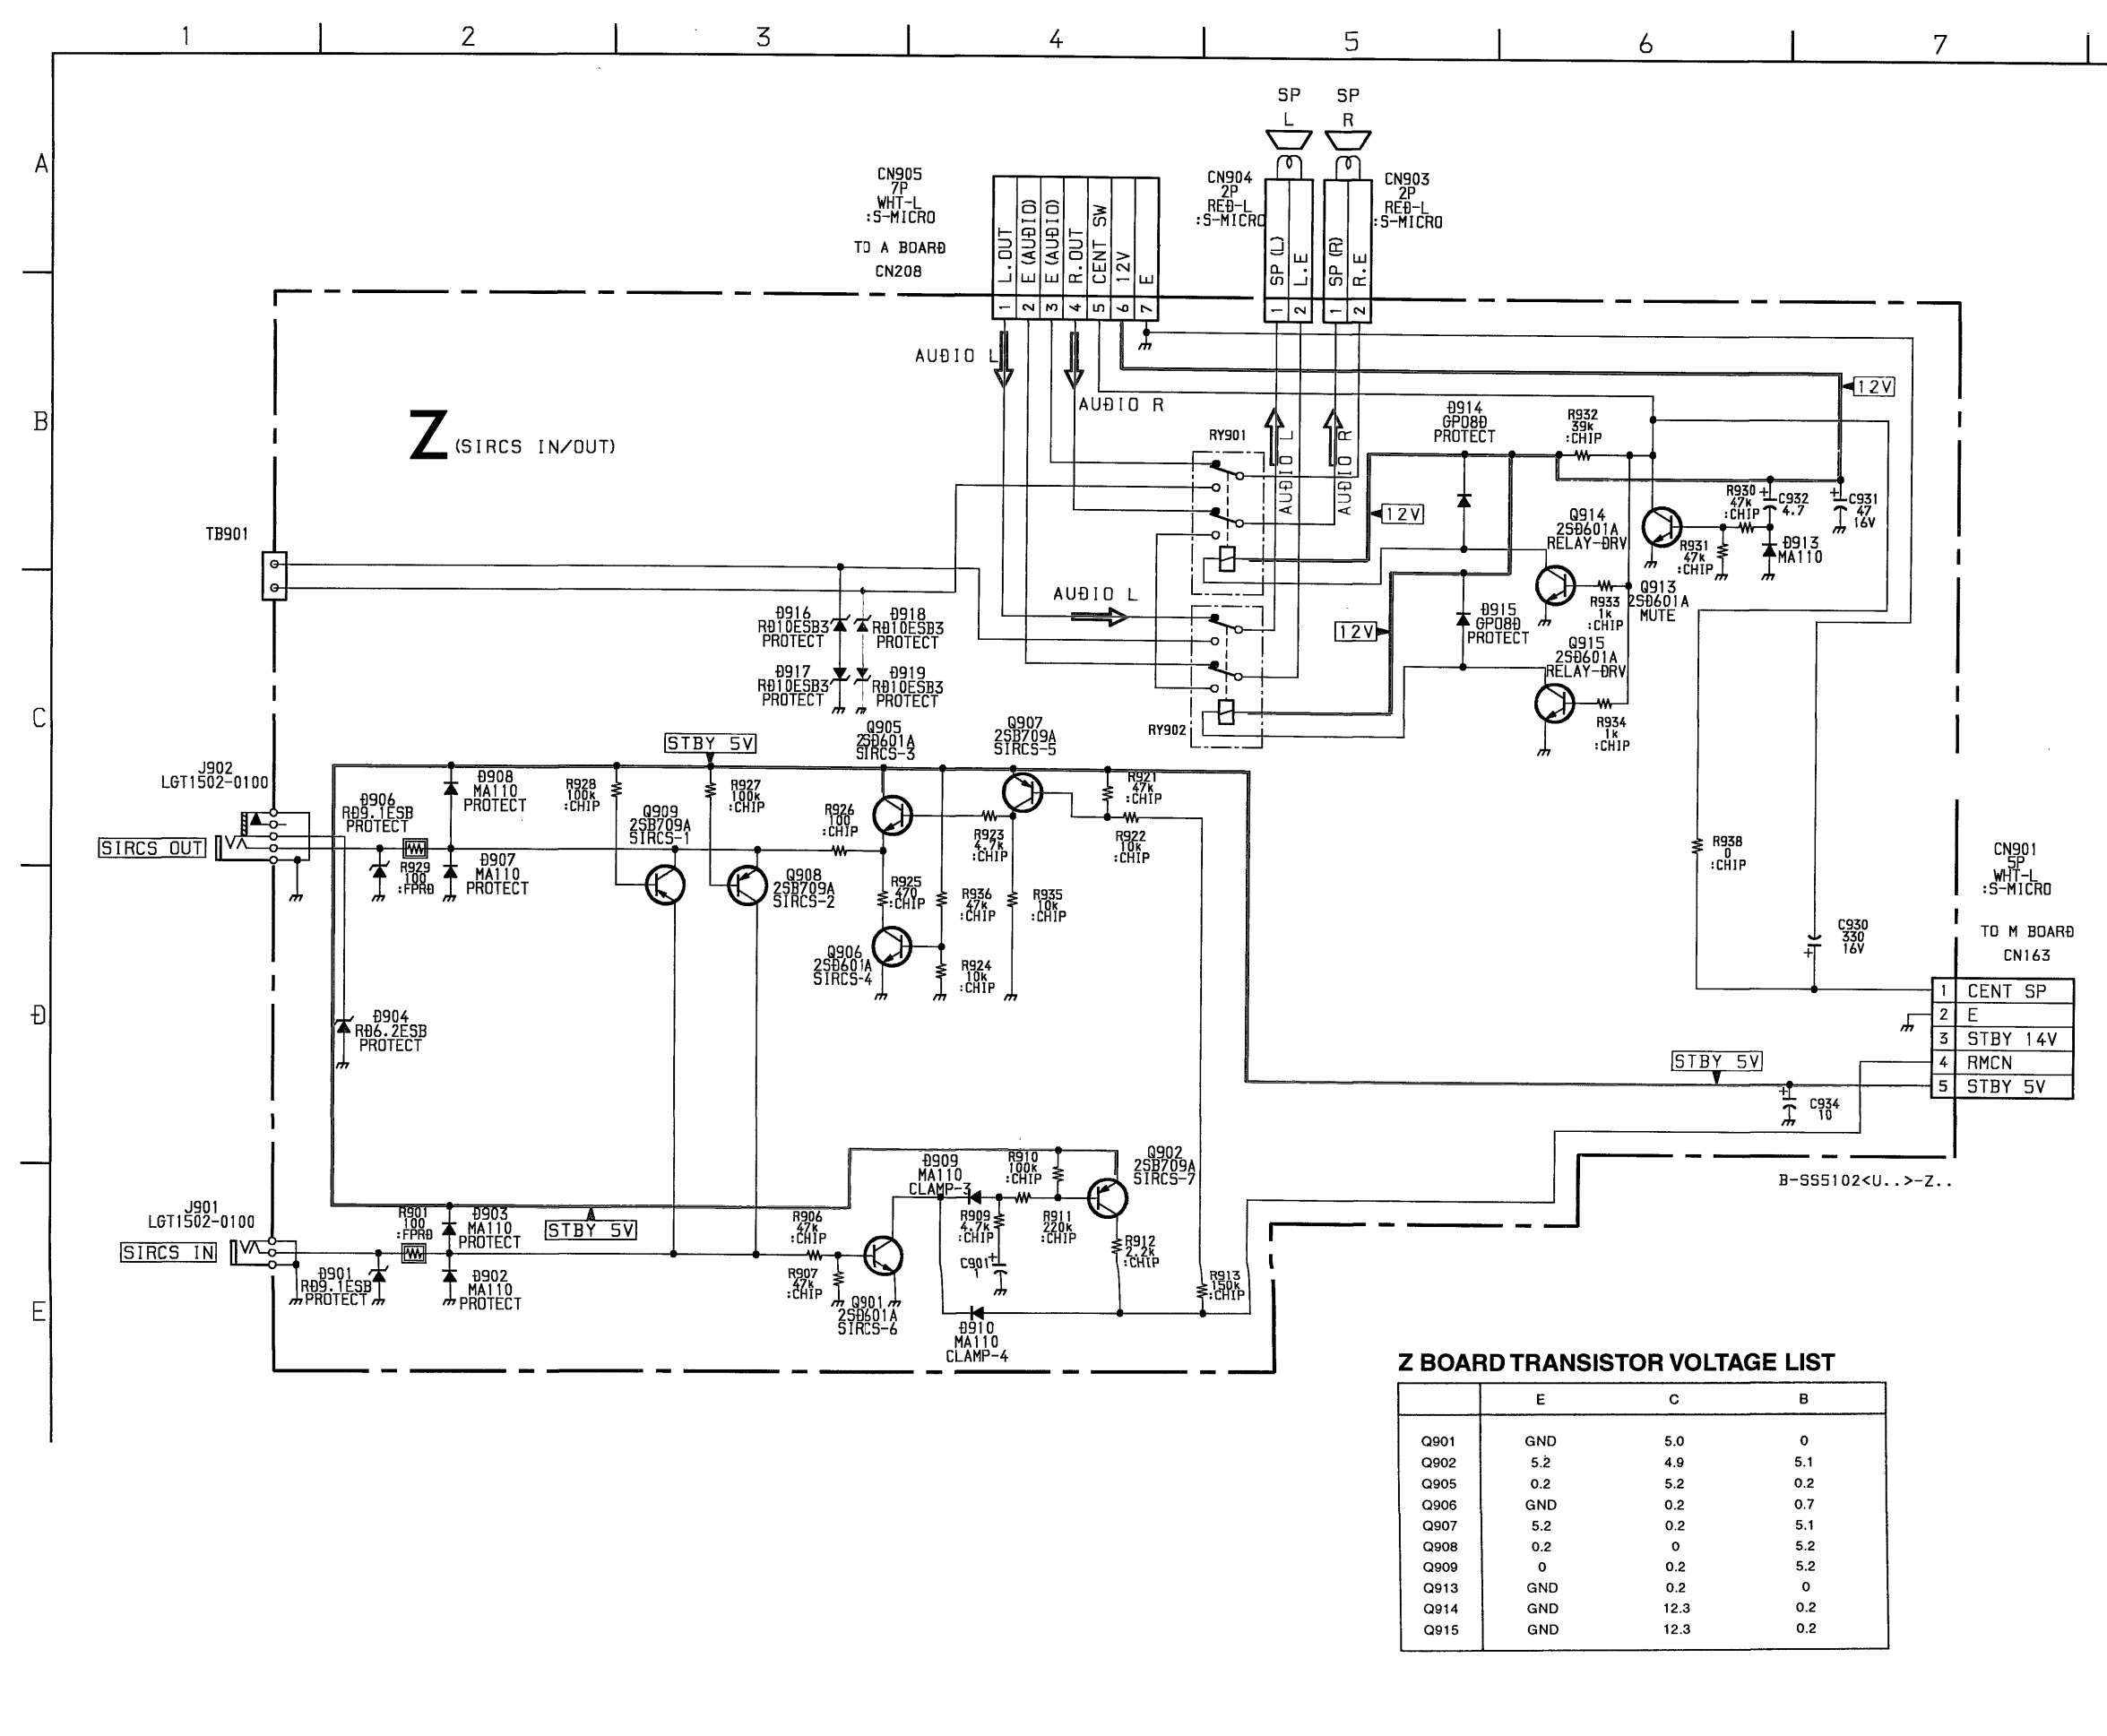 1 2 3 4 5 6 7
A
B
C
D
E
SP SP
L R
CN905
7P
WHT-L
:S-MICRO
TO A BOARD
CN208
L.OUT
E (AUDIO)
E (AUDIO)
R.OUT
CENT SW
12V
E
1 2 3 4 5 6 7
CN904
2P
RED-L
:S-MICRO
SP (L)
L.E
1 2
SP (R)
R.E
1 2
CN903
2P
RED-L
:S-MICRO
AUDIO L
AUDIO R
12V
Z (SIRCS IN/OUT)
RY901
AUDIO L
AUDIO R
D914
GP08D
PROTECT
R932
39k
:CHIP
12V
R930
47k
:CHIP
C932
4.7
C931
47
16V
Q914
2SD601A
RELAY-DRV
R931
47k
:CHIP
D913
MA110
TB901
Q913
2SD601A
MUTE
R933
1k
:CHIP
AUDIO L
D916
RD10ESB3
PROTECT
D918
RD10ESB3
PROTECT
D915
GP08D
PROTECT
12V
Q915
2SD601A
RELAY-DRV
D917
RD10ESB3
PROTECT
D919
RD10ESB3
PROTECT
RY902
R934
1k
:CHIP
STBY 5V
Q905
2SD601A
SIRCS-3
Q907
2SB709A
SIRCS-5
J902
LGT1502-0100
D906
RD9.1ESB
PROTECT
D908
MA110
PROTECT
R928
100k
:CHIP
R927
100k
:CHIP
Q909
2SB709A
SIRCS-1
R926
100
:CHIP
R921
47k
:CHIP
R923
4.7k
:CHIP
R922
10k
:CHIP
SIRCS OUT
R929
100
:FPRD
D907
MA110
PROTECT
Q908
2SB709A
SIRCS-2
R925
470
:CHIP
R936
47k
:CHIP
R935
10k
:CHIP
R938
0
:CHIP
CN901
5P
WHT-L
:S-MICRO
TO M BOARD
CN163
Q906
2SD601A
SIRCS-4
R924
10k
:CHIP
C930
330
16V
D904
RD6.2ESB
PROTECT
1 CENT SP
2 E
3 STBY 14V
4 RMCN
5 STBY 5V
STBY 5V
C934
10
B-SS5102<U..>-Z..
D909
MA110
CLAMP-3
R910
100k
:CHIP
Q902
2SB709A
SIRCS-7
J901
LGT1502-0100
R901
100
:FPRD
D903
MA110
PROTECT
STBY 5V
R906
47k
:CHIP
R909
4.7k
:CHIP
R911
220k
:CHIP
R912
2.2k
:CHIP
SIRCS IN
D901
RD9.1ESB
PROTECT
D902
MA110
PROTECT
R907
47k
:CHIP
C901
1
R913
150k
:CHIP
Q901
2SD601A
SIRCS-6
D910
MA110
CLAMP-4
Z BOARD TRANSISTOR VOLTAGE LIST
E C B
Q901 GND 5.0 0
Q902 5.2 4.9 5.1
Q905 0.2 5.2 0.2
Q906 GND 0.2 0.7
Q907 5.2 0.2 5.1
Q908 0.2 0 5.2
Q909 0 0.2 5.2
Q913 GND 0.2 0
Q914 GND 12.3 0.2
Q915 GND 12.3 0.2